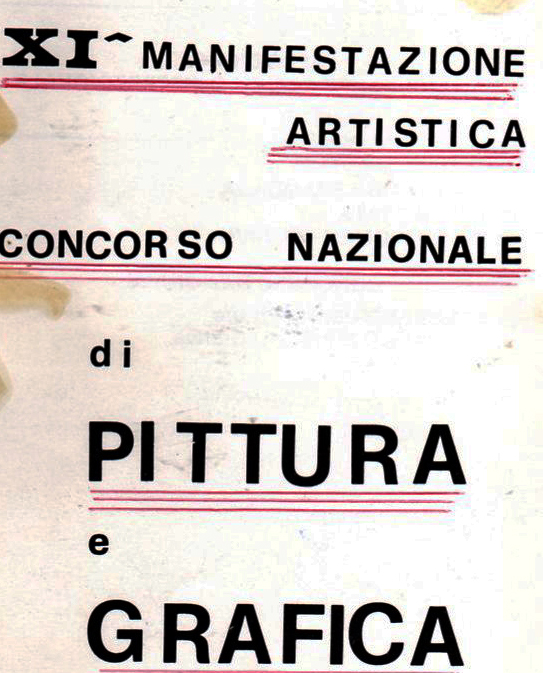 XI^ MANIFESTAZIONE
ARTISTICA
CONCORSO NAZIONALE
di
PITTURA
e
GRAFICA